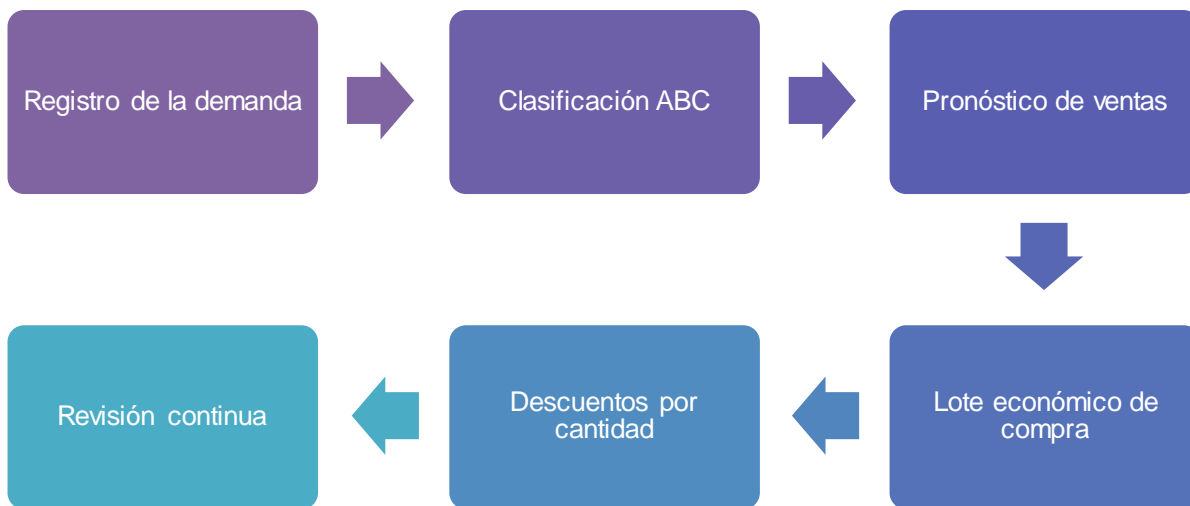 Registro de la demanda
Clasificación ABC
Pronóstico de ventas
Lote económico de
compra
Descuentos por
cantidad
Revisión continua